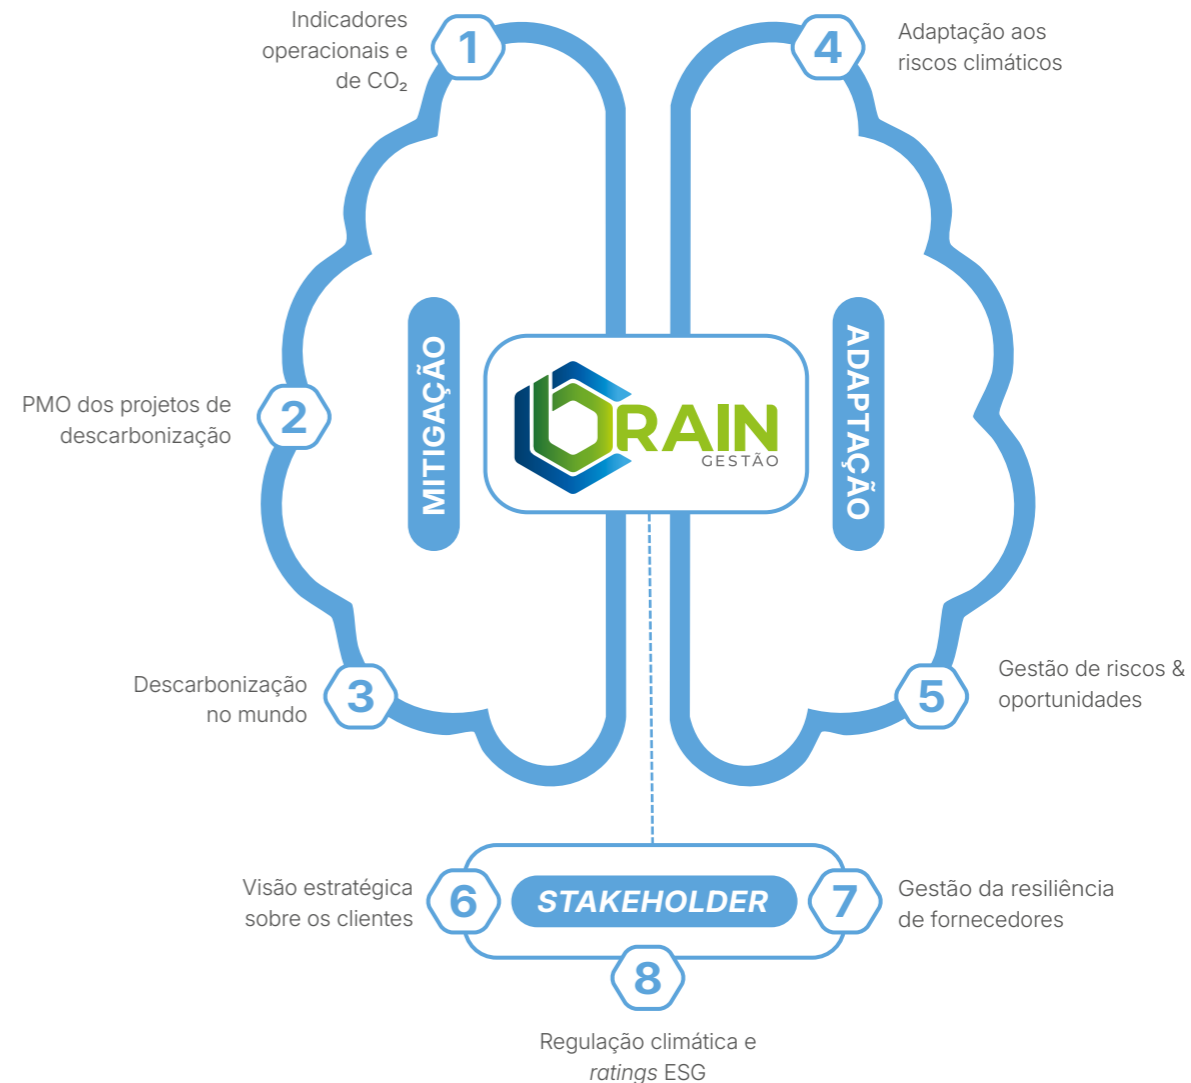 Indicadores
operacionais e
de CO₂
1
4
Adaptação aos
riscos climáticos
PMO dos projetos de
descarbonização
2
MITIGAÇÃO
bRAIN
GESTÃO
ADAPTAÇÃO
Descarbonização
no mundo
3
5
Gestão de riscos &
oportunidades
Visão estratégica
sobre os clientes
6
STAKEHOLDER
7
Gestão da resiliência
de fornecedores
8
Regulação climática e
ratings ESG